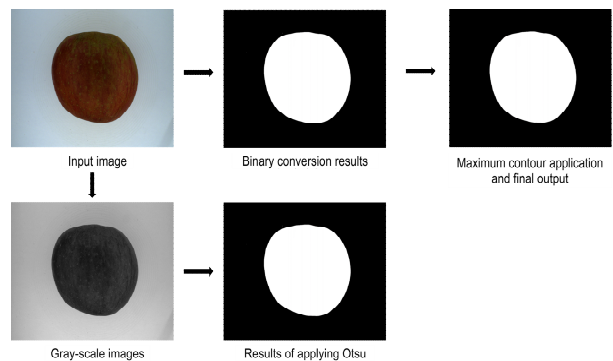 Input image
Binary conversion results
Maximum contour application
and final output
Gray-scale images
Results of applying Otsu